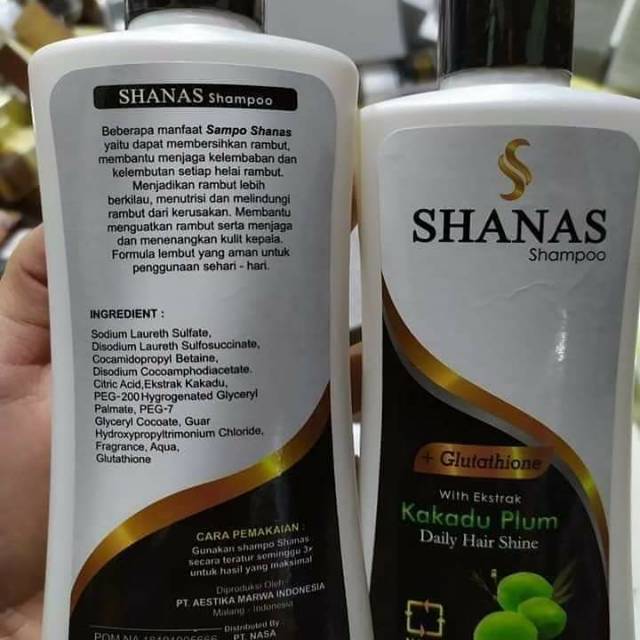 SHANAS Shampoo
Beberapa manfaat Sampo Shanas
yaitu dapat membersihkan rambut,
membantu menjaga kelembaban dan
kelembutan setiap helai rambut.
Menjadikan rambut lebih
berkilau, menutrisi dan melindungi
rambut dari kerusakan. Membantu
menguatkan rambut serta menjaga
dan menenangkan kulit kepala.
Formula lembut yang aman untuk
penggunaan sehari - hari.
INGREDIENT :
Sodium Laureth Sulfate,
Disodium Laureth Sulfosuccinate,
Cocamidopropyl Betaine,
Disodium Cocoamphodiacetate.
Citric Acid,Ekstrak Kakadu,
PEG-200 Hygrogenated Glyceryl
Palmate, PEG-7
Glyceryl Cocoate, Guar
Hydroxypropyltrimonium Chloride,
Fragrance, Aqua,
Glutathione
CARA PEMAKAIAN :
Gunakan shampa Shanas
secara teratur seminggu 3x
untuk hasil yang maksimal
Diproduksi Oleh:
PT. AESTIKA MARWA INDONESIA
Malang - Indonesia
Distributed By
PT. NASA
POM NA
SHANAS
Shampoo
+ Glutathione
With Ekstrak
Kakadu Plum
Daily Hair Shine